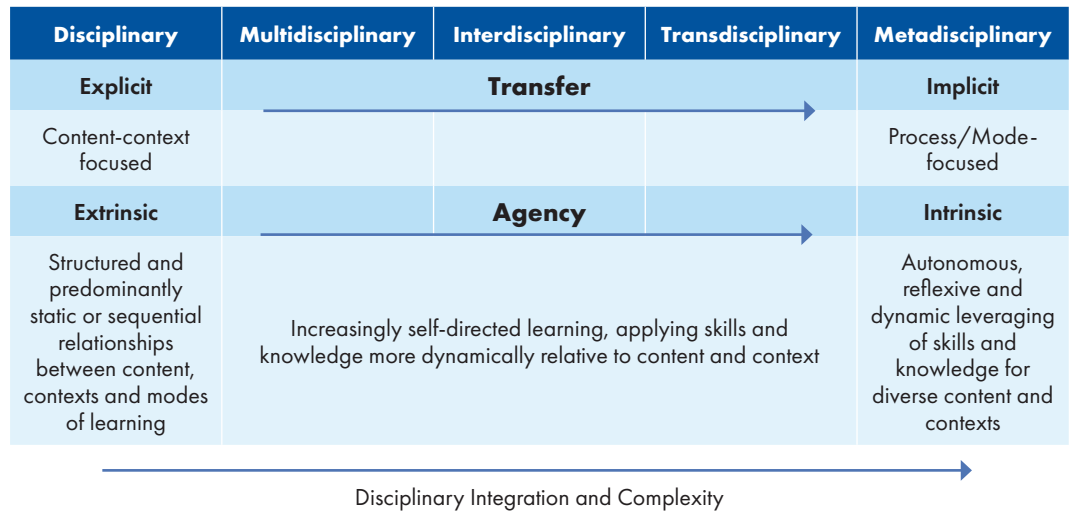 Disciplinary
Multidisciplinary
Interdisciplinary
Transdisciplinary
Metadisciplinary
Explicit
Transfer
Implicit
Content-context
focused
Process/Mode-
focused
Extrinsic
Agency
Intrinsic
Structured and
predominantly
static or sequential
relationships
between content,
contexts and modes
of learning
Increasingly self-directed learning, applying skills and
knowledge more dynamically relative to content and context
Autonomous,
reflexive and
dynamic leveraging
of skills and
knowledge for
diverse content and
contexts
Disciplinary Integration and Complexity